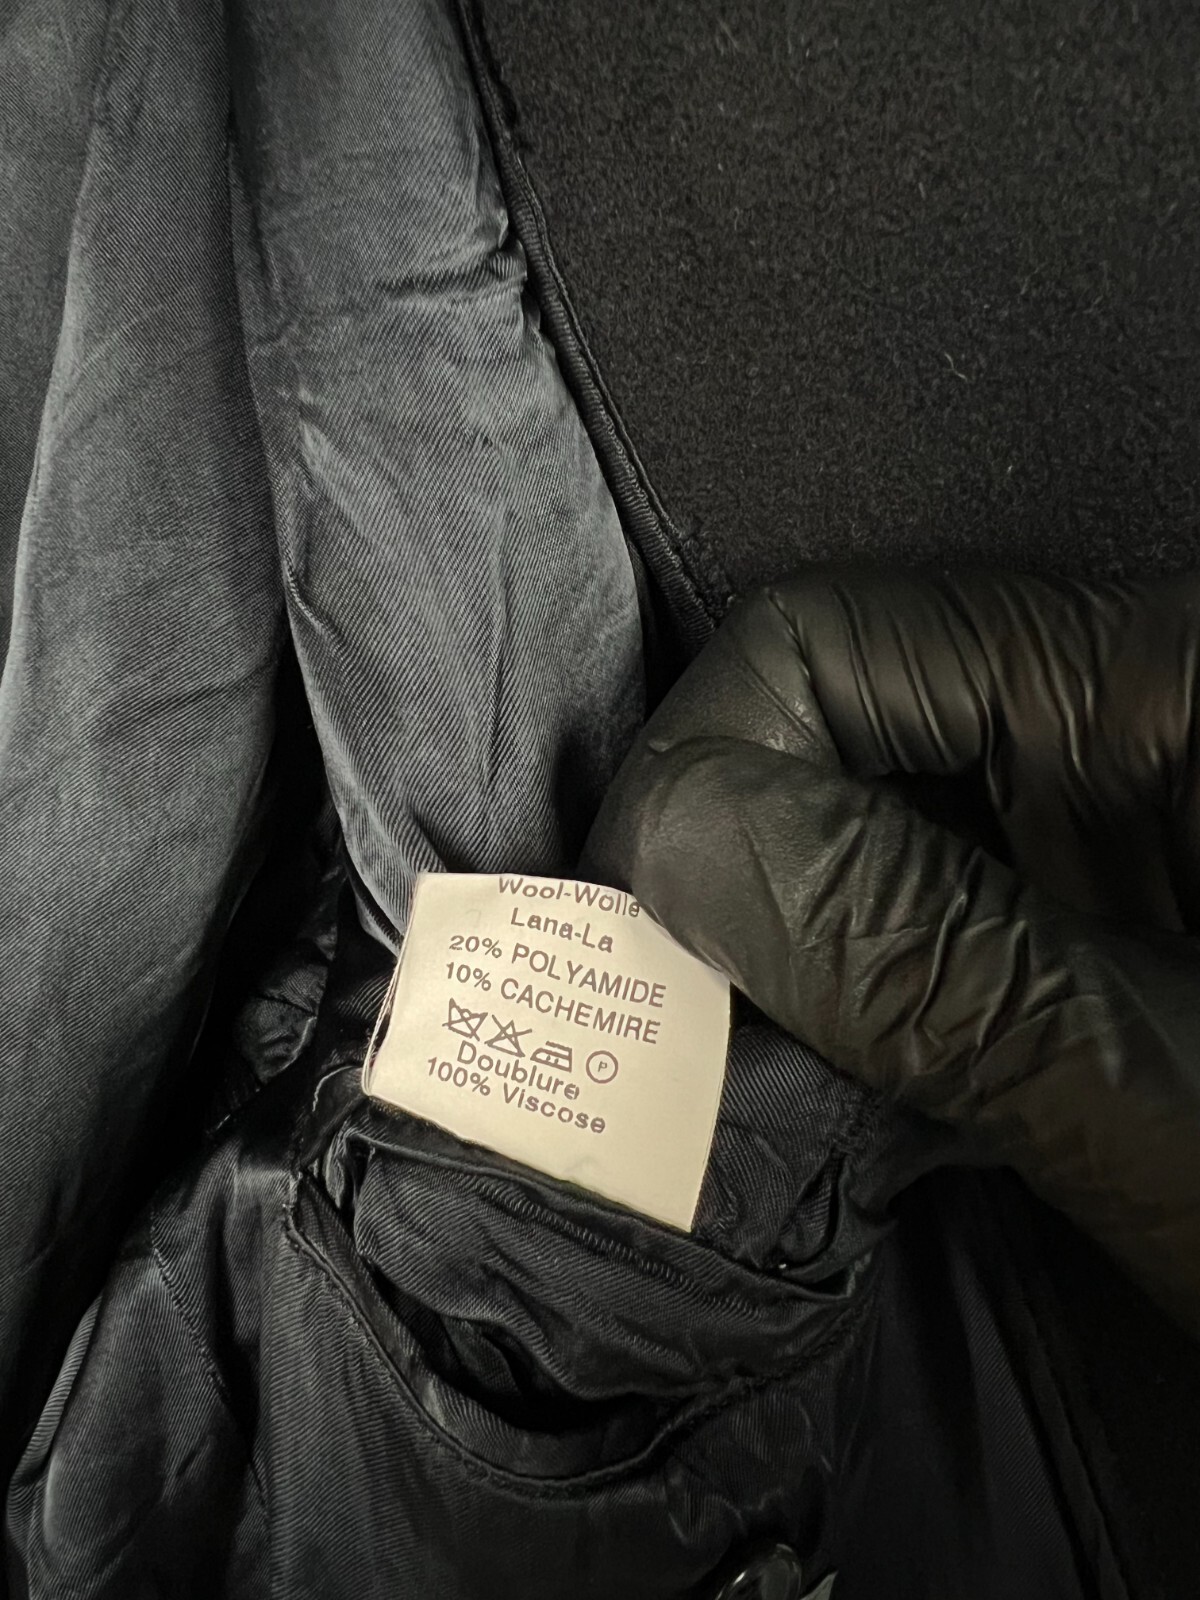 Wool-Wolle
Lana-La
20% POLYAMIDE
10% CACHEMIRE
P
Doublure
100% Viscose